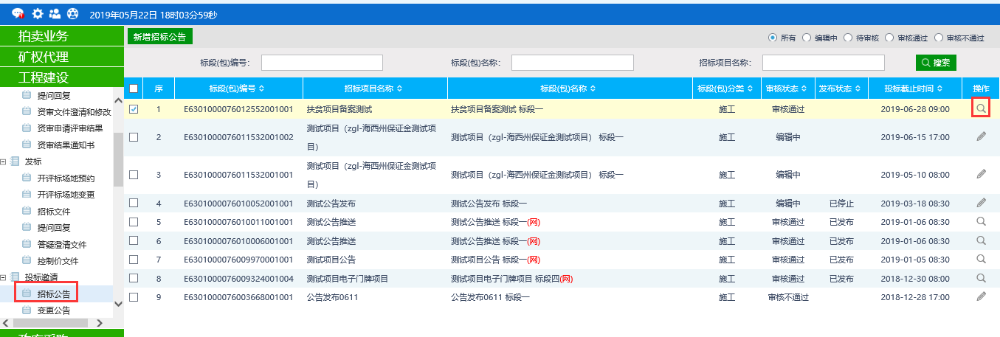 2019年05月22日 18时03分59秒
拍卖业务
矿权代理
工程建设
提问回复
资审文件澄清和修改
资审申请评审结果
资审结果通知书
发标
开评标场地预约
开评标场地变更
招标文件
提问回复
答疑澄清文件
控制价文件
投标邀请
招标公告
变更公告
新增招标公告
所有 编辑中 待审核 审核通过 审核不通过
标段(包)编号： 标段(包)名称： 招标项目名称： 搜索
序 标段(包)编号 招标项目名称 标段(包)名称 标段(包)分类 审核状态 发布状态 投标截止时间 操作
1 E6301000076012552001001 扶贫项目备案测试 扶贫项目备案测试 标段一 施工 审核通过 2019-06-28 09:00
2 E6301000076011532001002 测试项目（zgl-海西州保证金测试项 测试项目（zgl-海西州保证金测试项目） 标段一 施工 编辑中 2019-06-15 17:00
目）
3 E6301000076011532001001 测试项目（zgl-海西州保证金测试项 测试项目（zgl-海西州保证金测试项目） 标段一 施工 编辑中 2019-05-10 08:00
目）
4 E6301000076010052001001 测试公告发布 测试公告发布 标段一 施工 编辑中 已停止 2019-03-18 08:30
5 E6301000076010011001001 测试公告推送 测试公告推送 标段一(网) 施工 审核通过 已发布 2019-01-06 08:30
6 E6301000076010006001001 测试公告推送 测试公告推送 标段一(网) 施工 审核通过 已发布 2019-01-06 08:30
7 E6301000076009970001001 测试项目公告 测试项目公告 标段一(网) 施工 审核通过 已发布 2019-01-05 08:30
8 E6301000076009324001004 测试项目电子门牌项目 测试项目电子门牌项目 标段四(网) 施工 审核通过 已发布 2018-12-30 08:00
9 E6301000076003668001001 公告发布0611 公告发布0611 标段一 施工 审核不通过 2018-12-28 17:00